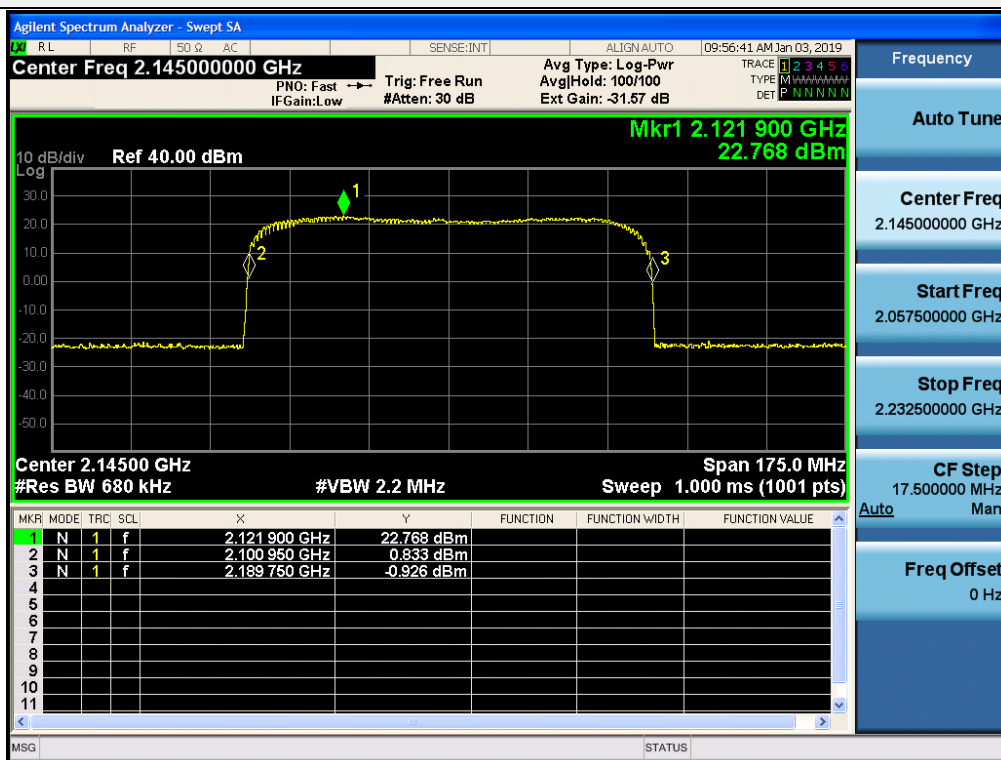 Agilent Spectrum Analyzer - Swept SA
LXI RL RF 50 Ω AC SENSE:INT ALIGN AUTO 09:56:41 AM Jan 03, 2019
Center Freq 2.145000000 GHz
PNO: Fast
IFGain:Low
Trig: Free Run
#Atten: 30 dB
Avg Type: Log-Pwr
Avg|Hold: 100/100
Ext Gain: -31.57 dB
TRACE 1 2 3 4 5 6
TYPE M
DET P N N N N N
Mkr1 2.121 900 GHz
22.768 dBm
10 dB/div Ref 40.00 dBm
Log
30.0
20.0
10.0
0.00
-10.0
-20.0
-30.0
-40.0
-50.0
1
2
3
Center 2.14500 GHz Span 175.0 MHz
#Res BW 680 kHz #VBW 2.2 MHz Sweep 1.000 ms (1001 pts)
MKR MODE TRC SCL X Y FUNCTION FUNCTION WIDTH FUNCTION VALUE
1 N 1 f 2.121 900 GHz 22.768 dBm
2 N 1 f 2.100 950 GHz 0.833 dBm
3 N 1 f 2.189 750 GHz -0.926 dBm
4
5
6
7
8
9
10
11
MSG STATUS
Frequency
Auto Tune
Center Freq
2.145000000 GHz
Start Freq
2.057500000 GHz
Stop Freq
2.232500000 GHz
CF Step
17.500000 MHz
Auto Man
Freq Offset
0 Hz